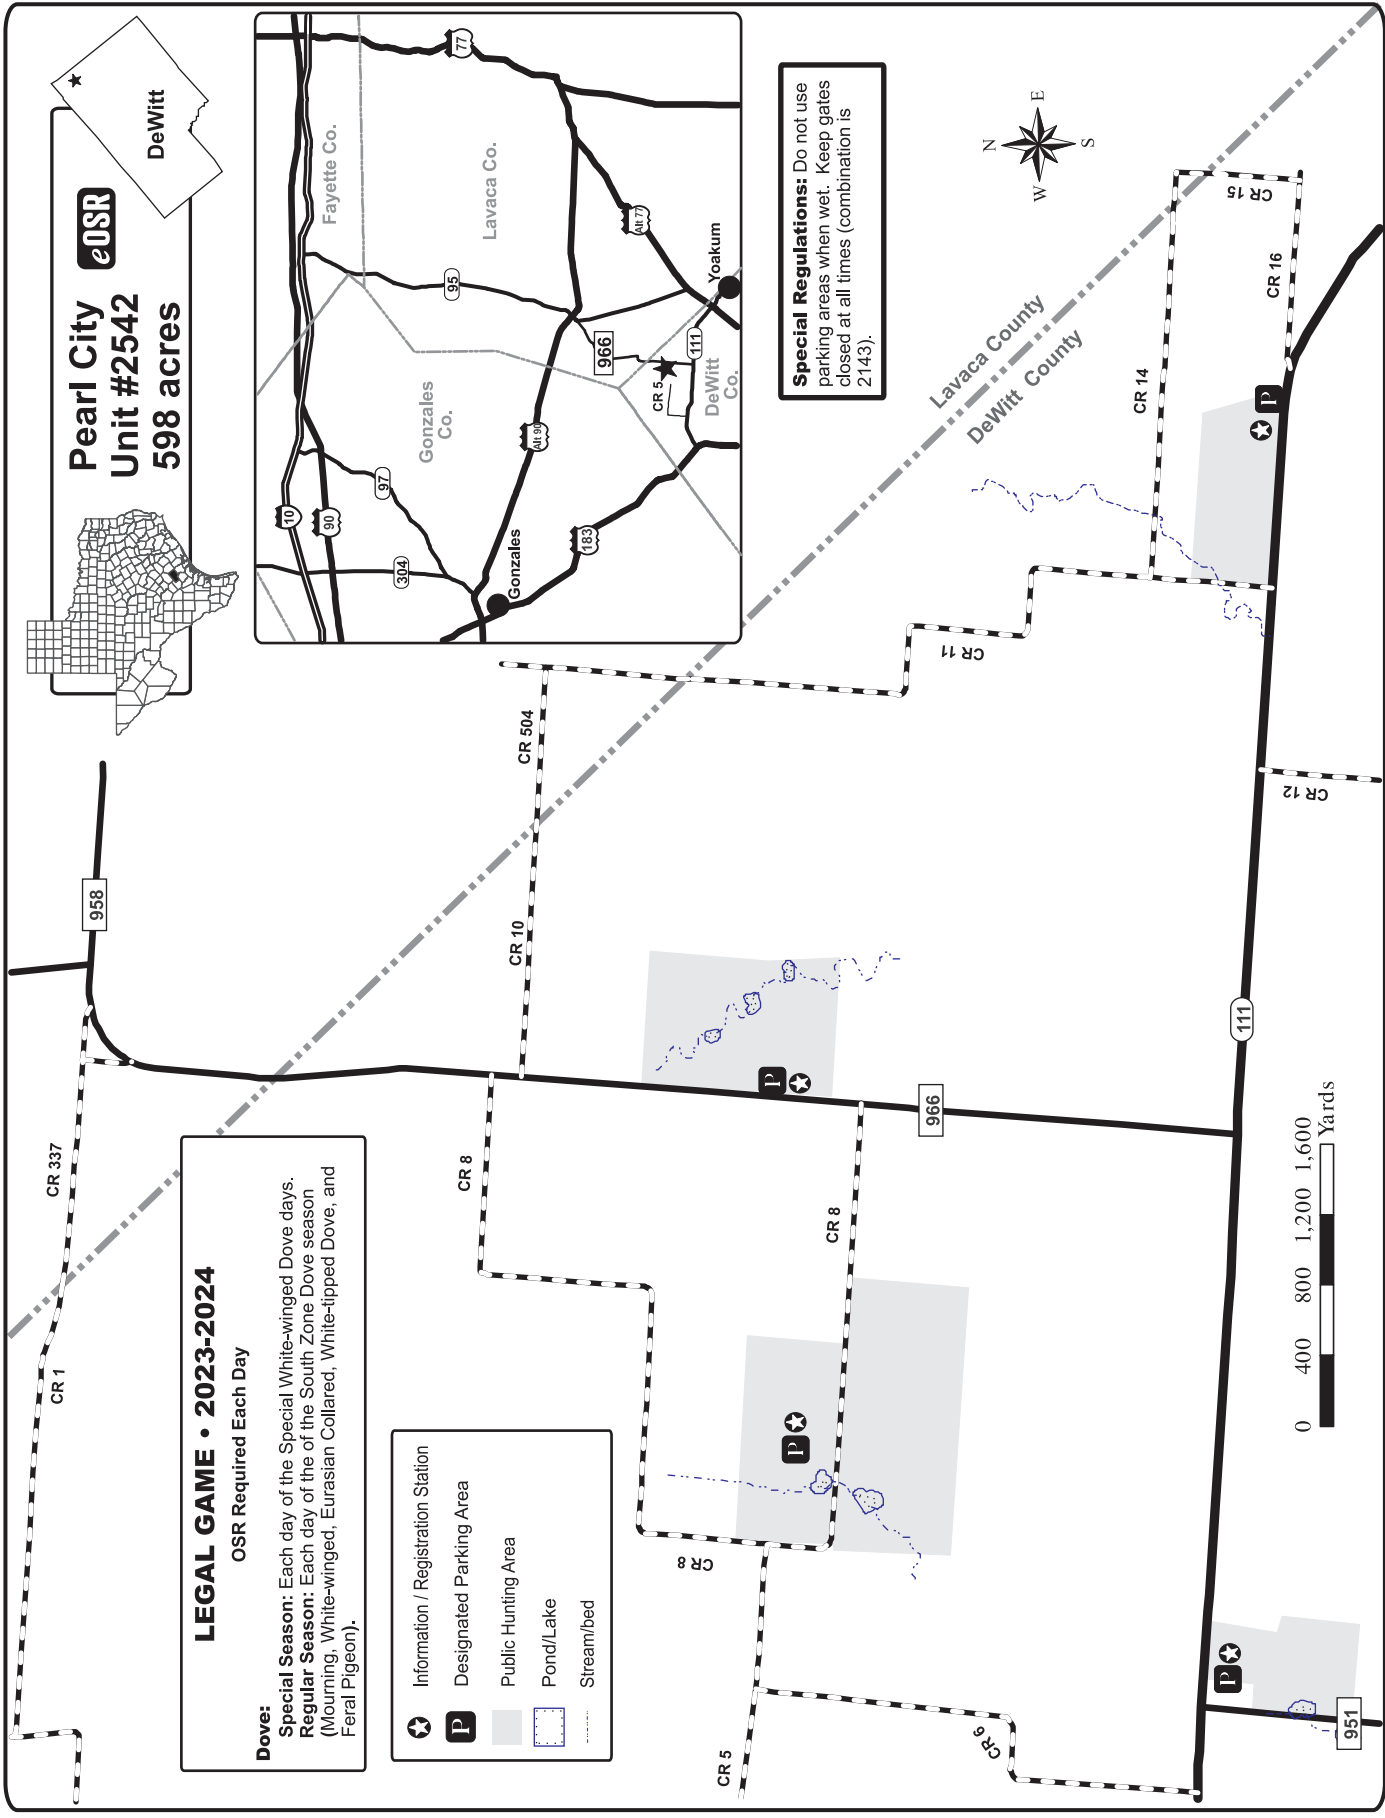 Pearl City
Unit #2542
598 acres
eOSR
DeWitt
LEGAL GAME • 2023-2024
OSR Required Each Day
Dove:
Special Season: Each day of the Special White-winged Dove days.
Regular Season: Each day of the of the South Zone Dove season
(Mourning, White-winged, Eurasian Collared, White-tipped Dove, and
Feral Pigeon).
Information / Registration Station
P Designated Parking Area
Public Hunting Area
Pond/Lake
Stream/bed
Special Regulations: Do not use
parking areas when wet. Keep gates
closed at all times (combination is
2143).
Fayette Co.
Lavaca Co.
Gonzales
Co.
DeWitt
Co.
Gonzales
Yoakum
10
90
304
97
95
77
Alt 77
Alt 90
183
966
111
CR 5
N
E
S
W
Lavaca County
DeWitt County
CR 1
CR 337
958
CR 504
CR 10
CR 8
CR 8
CR 8
CR 5
CR 6
CR 11
CR 14
CR 15
CR 16
CR 12
966
111
951
P
P
P
P
0 400 800 1,200 1,600
Yards